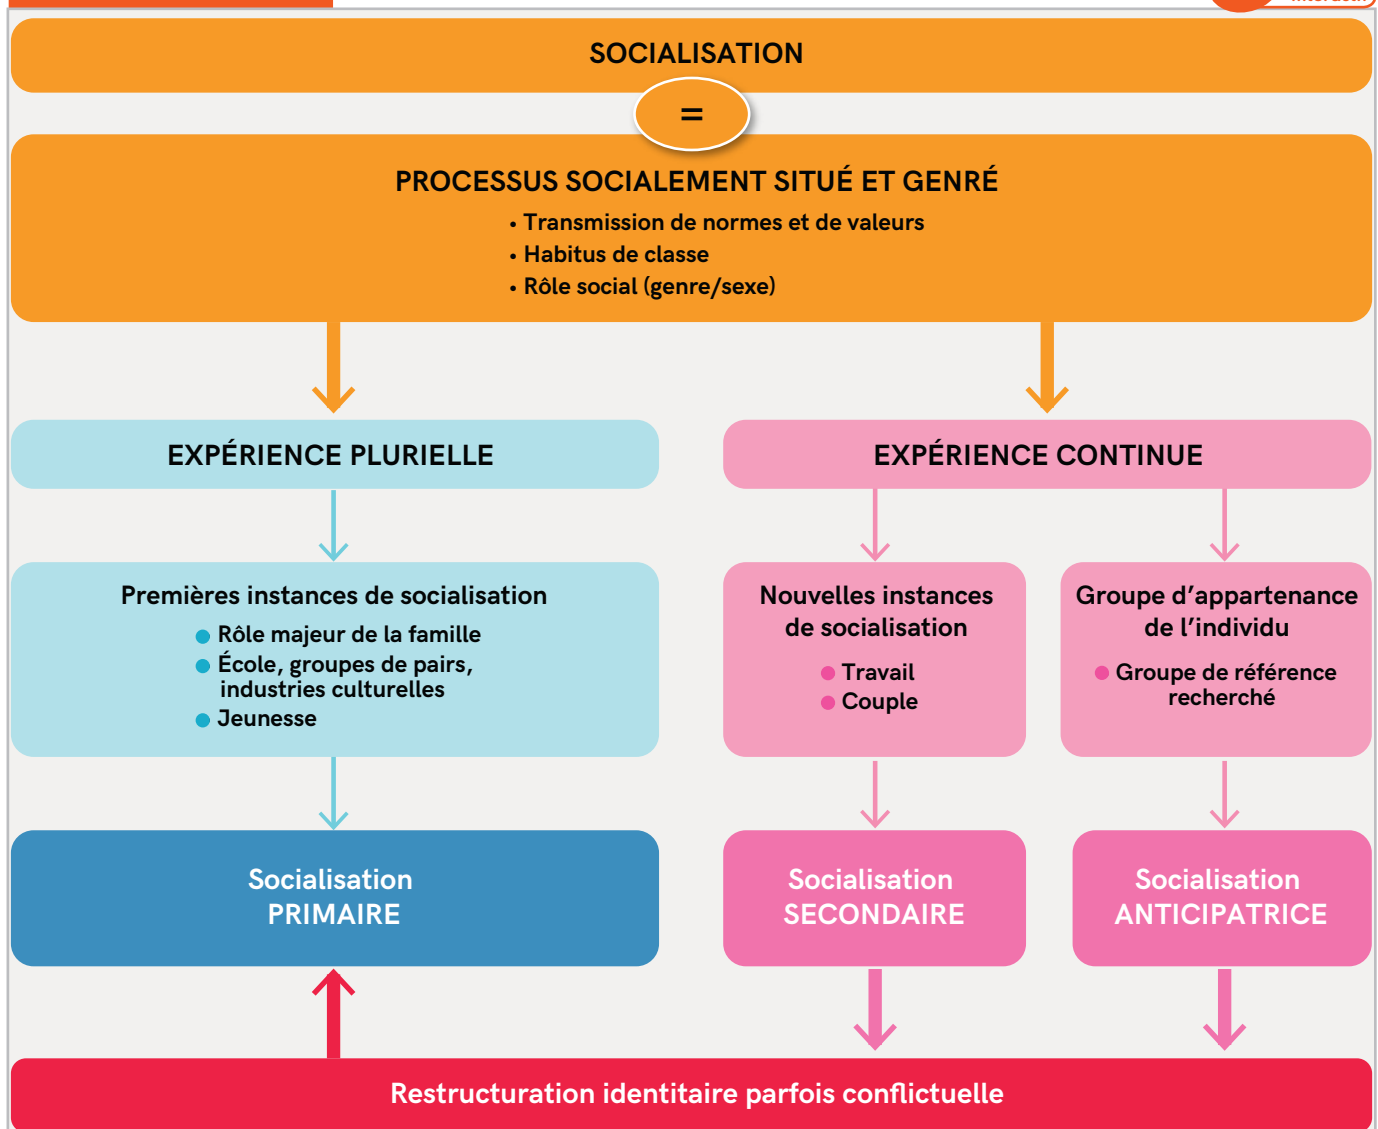 SOCIALISATION
=
PROCESSUS SOCIALEMENT SITUÉ ET GENRÉ
• Transmission de normes et de valeurs
• Habitus de classe
• Rôle social (genre/sexe)
EXPÉRIENCE PLURIELLE
EXPÉRIENCE CONTINUE
Premières instances de socialisation
● Rôle majeur de la famille
● École, groupes de pairs,
industries culturelles
● Jeunesse
Nouvelles instances
de socialisation
● Travail
● Couple
Groupe d’appartenance
de l’individu
● Groupe de référence
recherché
Socialisation
PRIMAIRE
Socialisation
SECONDAIRE
Socialisation
ANTICIPATRICE
Restructuration identitaire parfois conflictuelle